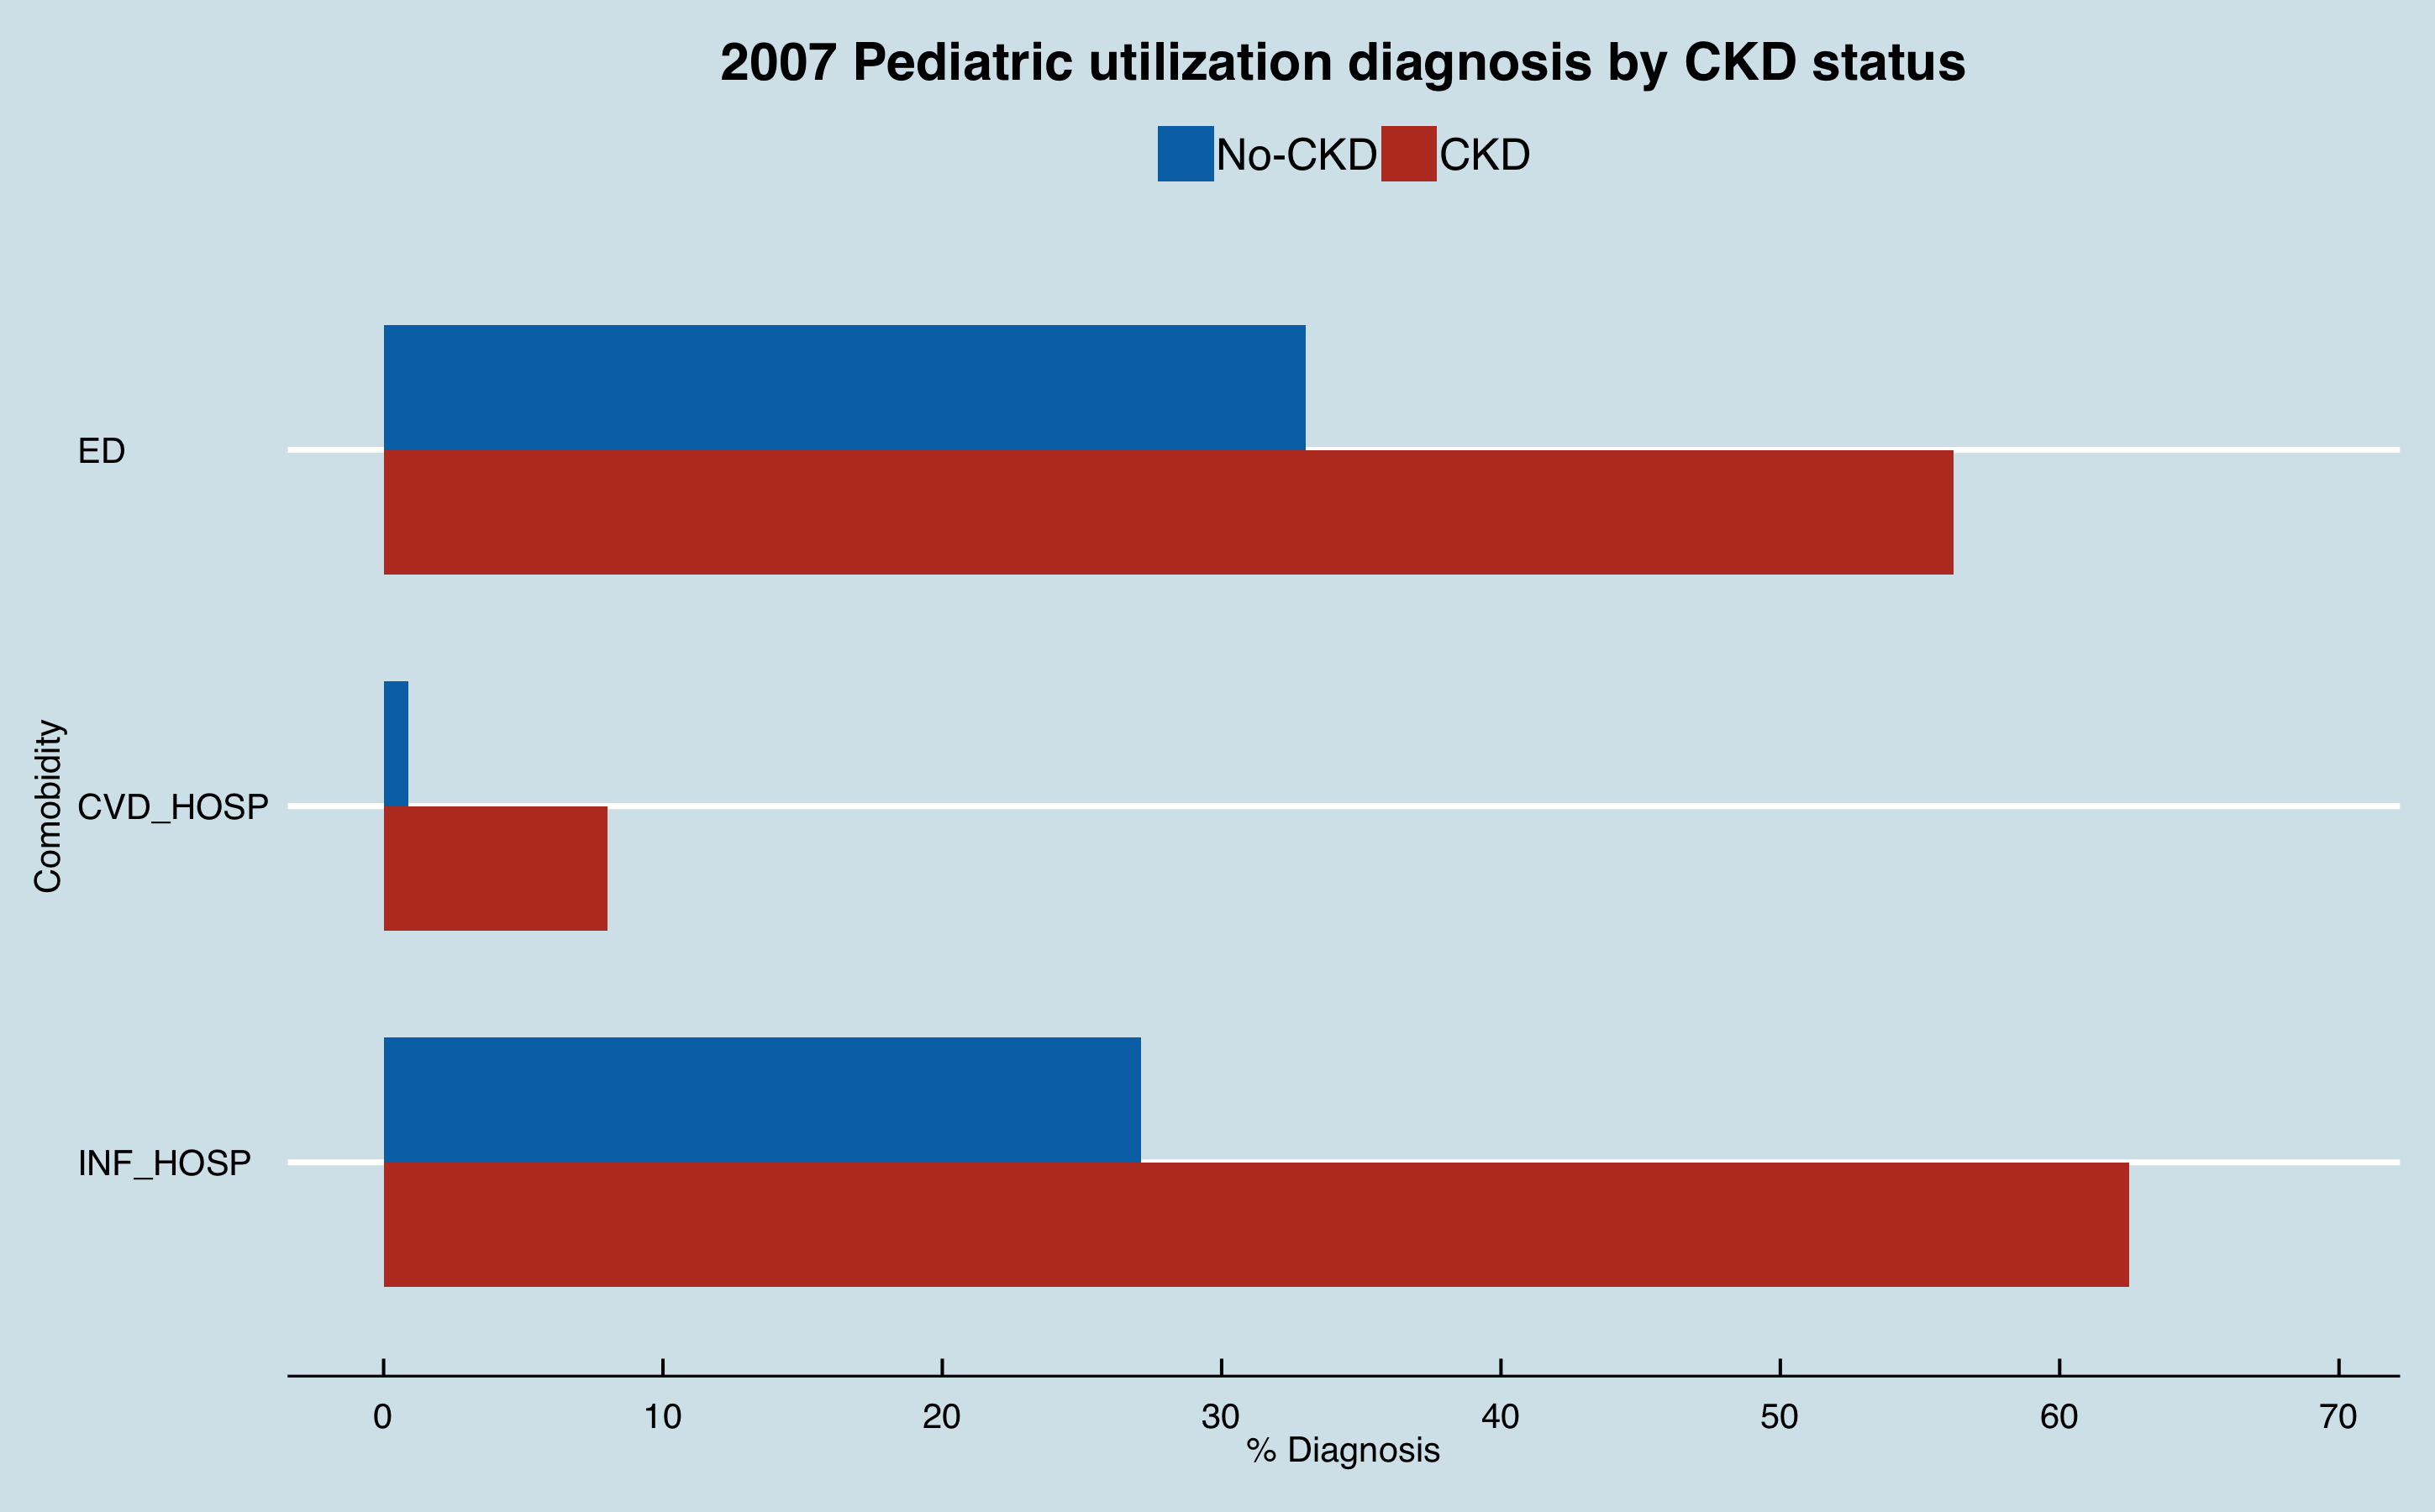 2007 Pediatric utilization diagnosis by CKD status
No-CKD CKD
ED
CVD_HOSP
INF_HOSP
Comobidity
0 10 20 30 40 50 60 70
% Diagnosis